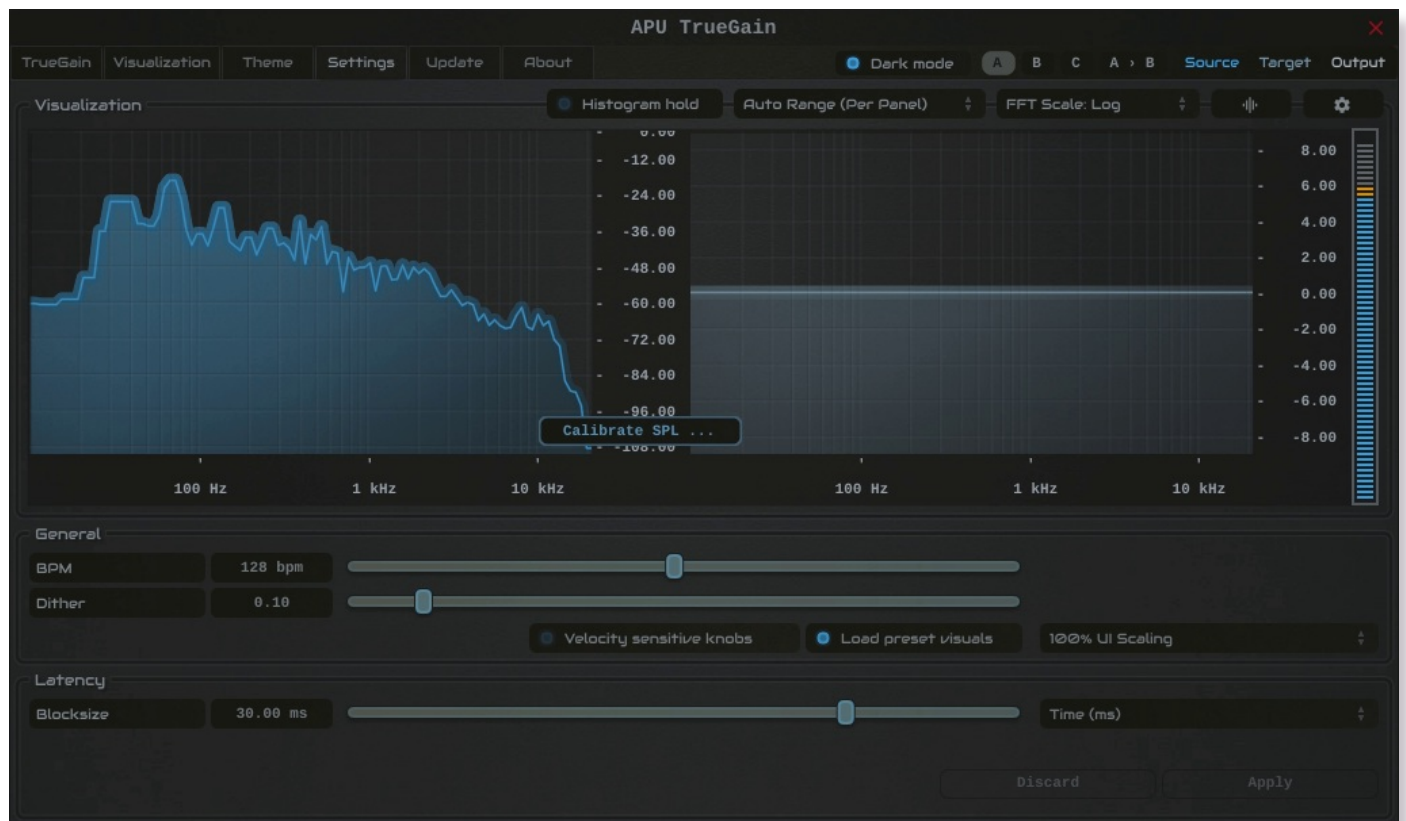 APU TrueGain
TrueGain Visualization Theme Settings Update About Dark mode A B C A › B Source Target Output
Visualization Histogram hold Auto Range (Per Panel) FFT Scale: Log
- 0.00
- -12.00 - 8.00
- -24.00 - 6.00
- -36.00 - 4.00
- -48.00 - 2.00
- -60.00 - 0.00
- -72.00 - -2.00
- -84.00 - -4.00
- -96.00 - -6.00
Calibrate SPL ...
- -108.00 - -8.00
100 Hz 1 kHz 10 kHz 100 Hz 1 kHz 10 kHz
General
BPM 128 bpm
Dither 0.10
Velocity sensitive knobs Load preset visuals 100% UI Scaling
Latency
Blocksize 30.00 ms Time (ms)
Discard Apply